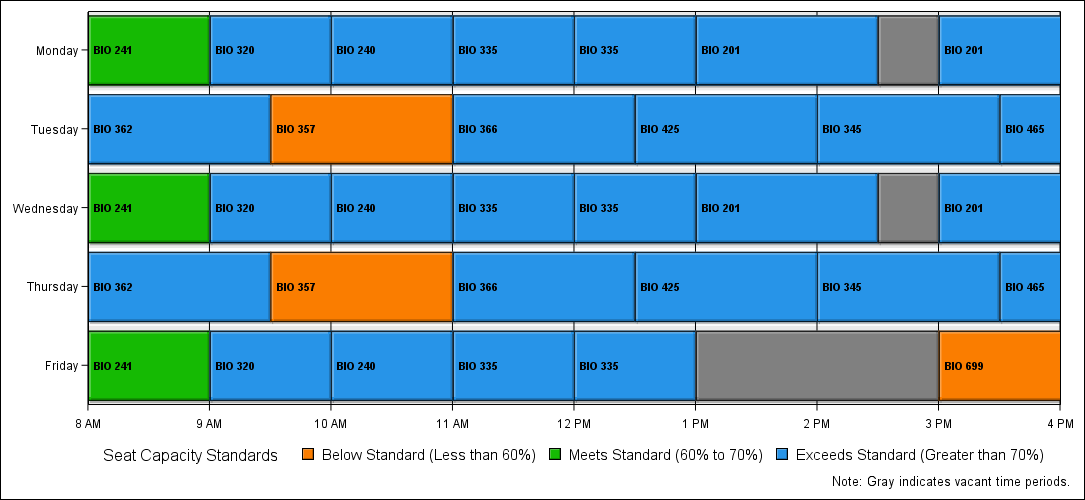 Monday BIO 241 BIO 320 BIO 240 BIO 335 BIO 335 BIO 201 BIO 201
Tuesday BIO 362 BIO 357 BIO 366 BIO 425 BIO 345 BIO 465
Wednesday BIO 241 BIO 320 BIO 240 BIO 335 BIO 335 BIO 201 BIO 201
Thursday BIO 362 BIO 357 BIO 366 BIO 425 BIO 345 BIO 465
Friday BIO 241 BIO 320 BIO 240 BIO 335 BIO 335 BIO 699
8 AM 9 AM 10 AM 11 AM 12 PM 1 PM 2 PM 3 PM 4 PM
Seat Capacity Standards Below Standard (Less than 60%) Meets Standard (60% to 70%) Exceeds Standard (Greater than 70%)
Note: Gray indicates vacant time periods.